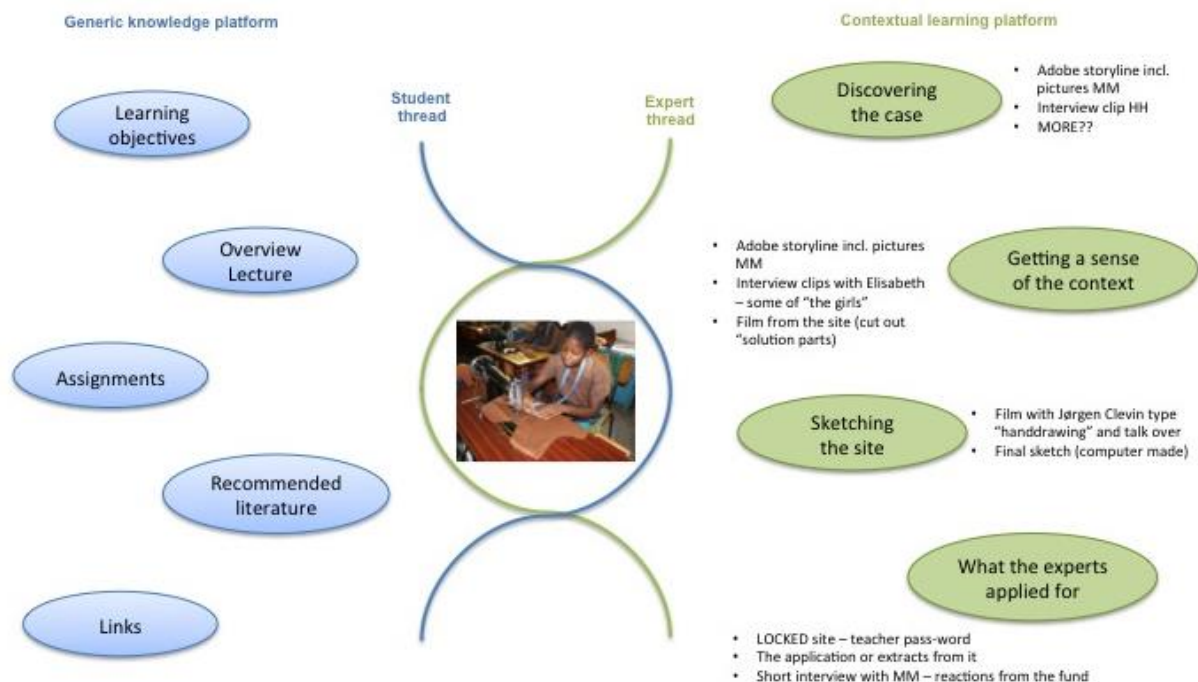 Generic knowledge platform
Contextual learning platform
Learning
objectives
Student
thread
Expert
thread
Discovering
the case
• Adobe storyline incl.
pictures MM
• Interview clip HH
• MORE??
Overview
Lecture
• Adobe storyline incl. pictures
MM
• Interview clips with Elisabeth
– some of "the girls"
• Film from the site (cut out
"solution parts)
Getting a sense
of the context
Assignments
Sketching
the site
• Film with Jørgen Clevin type
"handdrawing" and talk over
• Final sketch (computer made)
Recommended
literature
What the experts
applied for
Links
• LOCKED site – teacher pass-word
• The application or extracts from it
• Short interview with MM – reactions from the fund